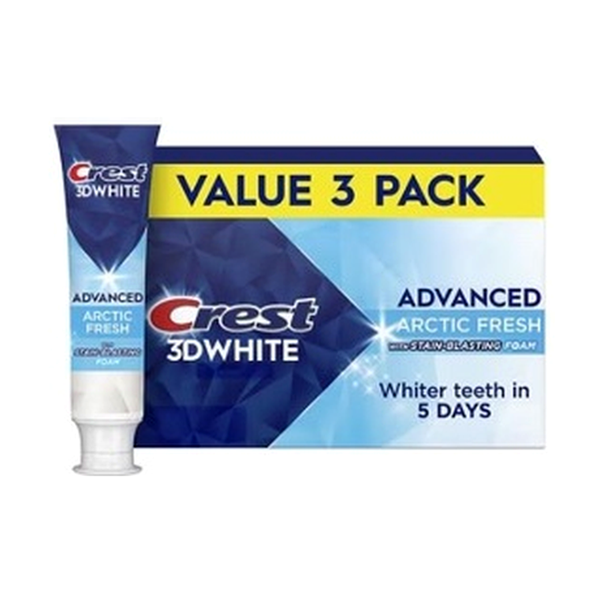 Crest
3DWHITE
ADVANCED
ARCTIC
FRESH
STAIN-BLASTING
FOAM
VALUE 3 PACK
Crest
3DWHITE
ADVANCED
ARCTIC FRESH
WITH STAIN-BLASTING FOAM
Whiter teeth in
5 DAYS